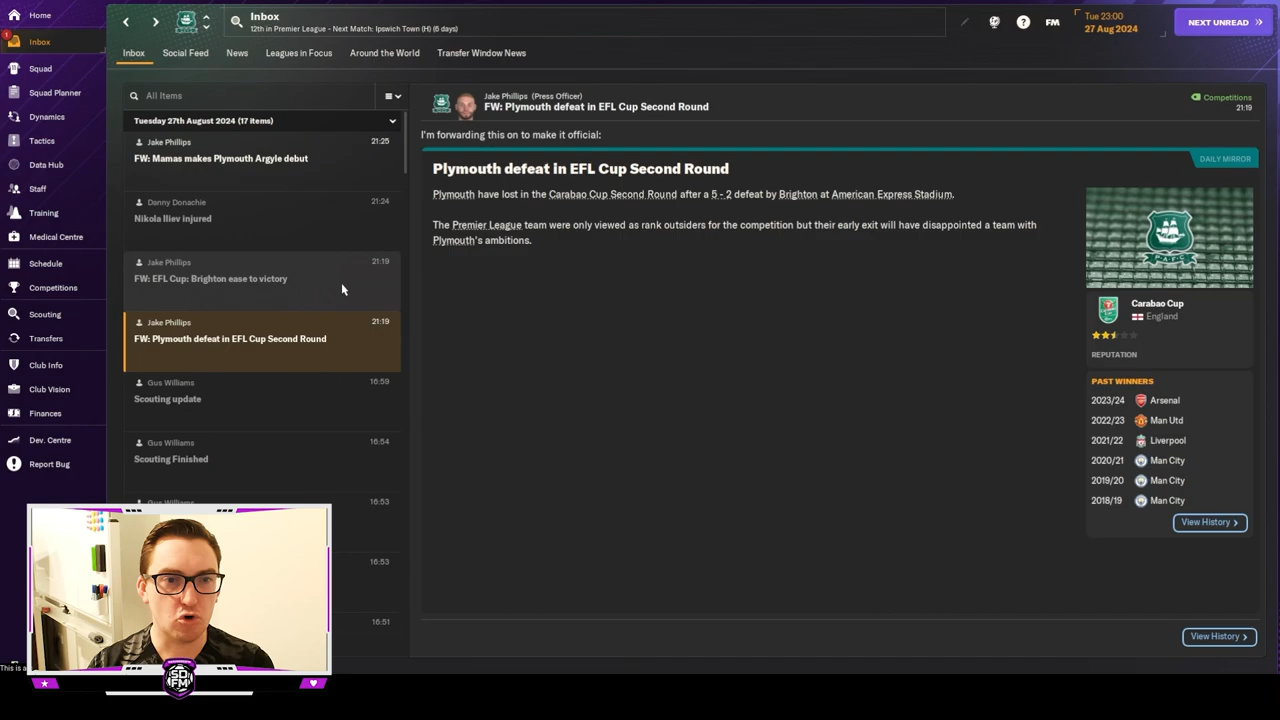 Home
Inbox
12th in Premier League - Next Match: Ipswich Town (H) (6 days)
FM
Tue 23:00
27 Aug 2024
NEXT UNREAD
1
Inbox
Squad
Squad Planner
Dynamics
Tactics
Data Hub
Staff
Training
Medical Centre
Schedule
Competitions
Scouting
Transfers
Club Info
Club Vision
Finances
Dev. Centre
Report Bug
Inbox
Social Feed
News
Leagues in Focus
Around the World
Transfer Window News
All Items
Tuesday 27th August 2024 (17 items)
Jake Phillips
21:25
FW: Mamas makes Plymouth Argyle debut
Danny Donachie
21:24
Nikola Iliev injured
Jake Phillips
21:19
FW: EFL Cup: Brighton ease to victory
Jake Phillips
21:19
FW: Plymouth defeat in EFL Cup Second Round
Gus Williams
16:59
Scouting update
Gus Williams
16:54
Scouting Finished
Gus Williams
16:53
16:53
16:51
Jake Phillips (Press Officer)
FW: Plymouth defeat in EFL Cup Second Round
Competitions
21:19
I'm forwarding this on to make it official:
DAILY MIRROR
Plymouth defeat in EFL Cup Second Round
Plymouth have lost in the Carabao Cup Second Round after a 5 - 2 defeat by Brighton at American Express Stadium.
The Premier League team were only viewed as rank outsiders for the competition but their early exit will have disappointed a team with
Plymouth's ambitions.
P.A.F.C
Carabao Cup
England
REPUTATION
PAST WINNERS
2023/24 Arsenal
2022/23 Man Utd
2021/22 Liverpool
2020/21 Man City
2019/20 Man City
2018/19 Man City
View History
View History
This is a
SD
FM